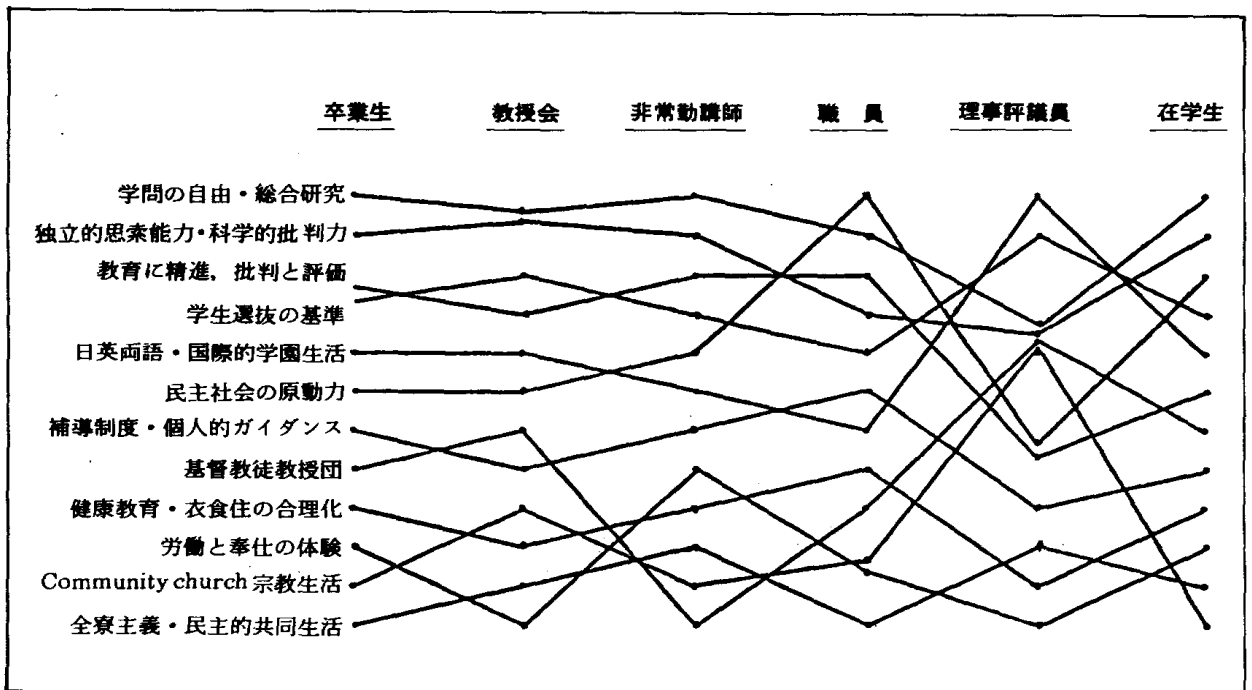 卒業生 教授会 非常勤講師 職 員 理事評議員 在学生
学問の自由・総合研究
独立的思索能力・科学的批判力
教育に精進，批判と評価
学生選抜の基準
日英両語・国際的学園生活
民主社会の原動力
補導制度・個人的ガイダンス
基督教徒教授団
健康教育・衣食住の合理化
労働と奉仕の体験
Community church 宗教生活
全寮主義・民主的共同生活